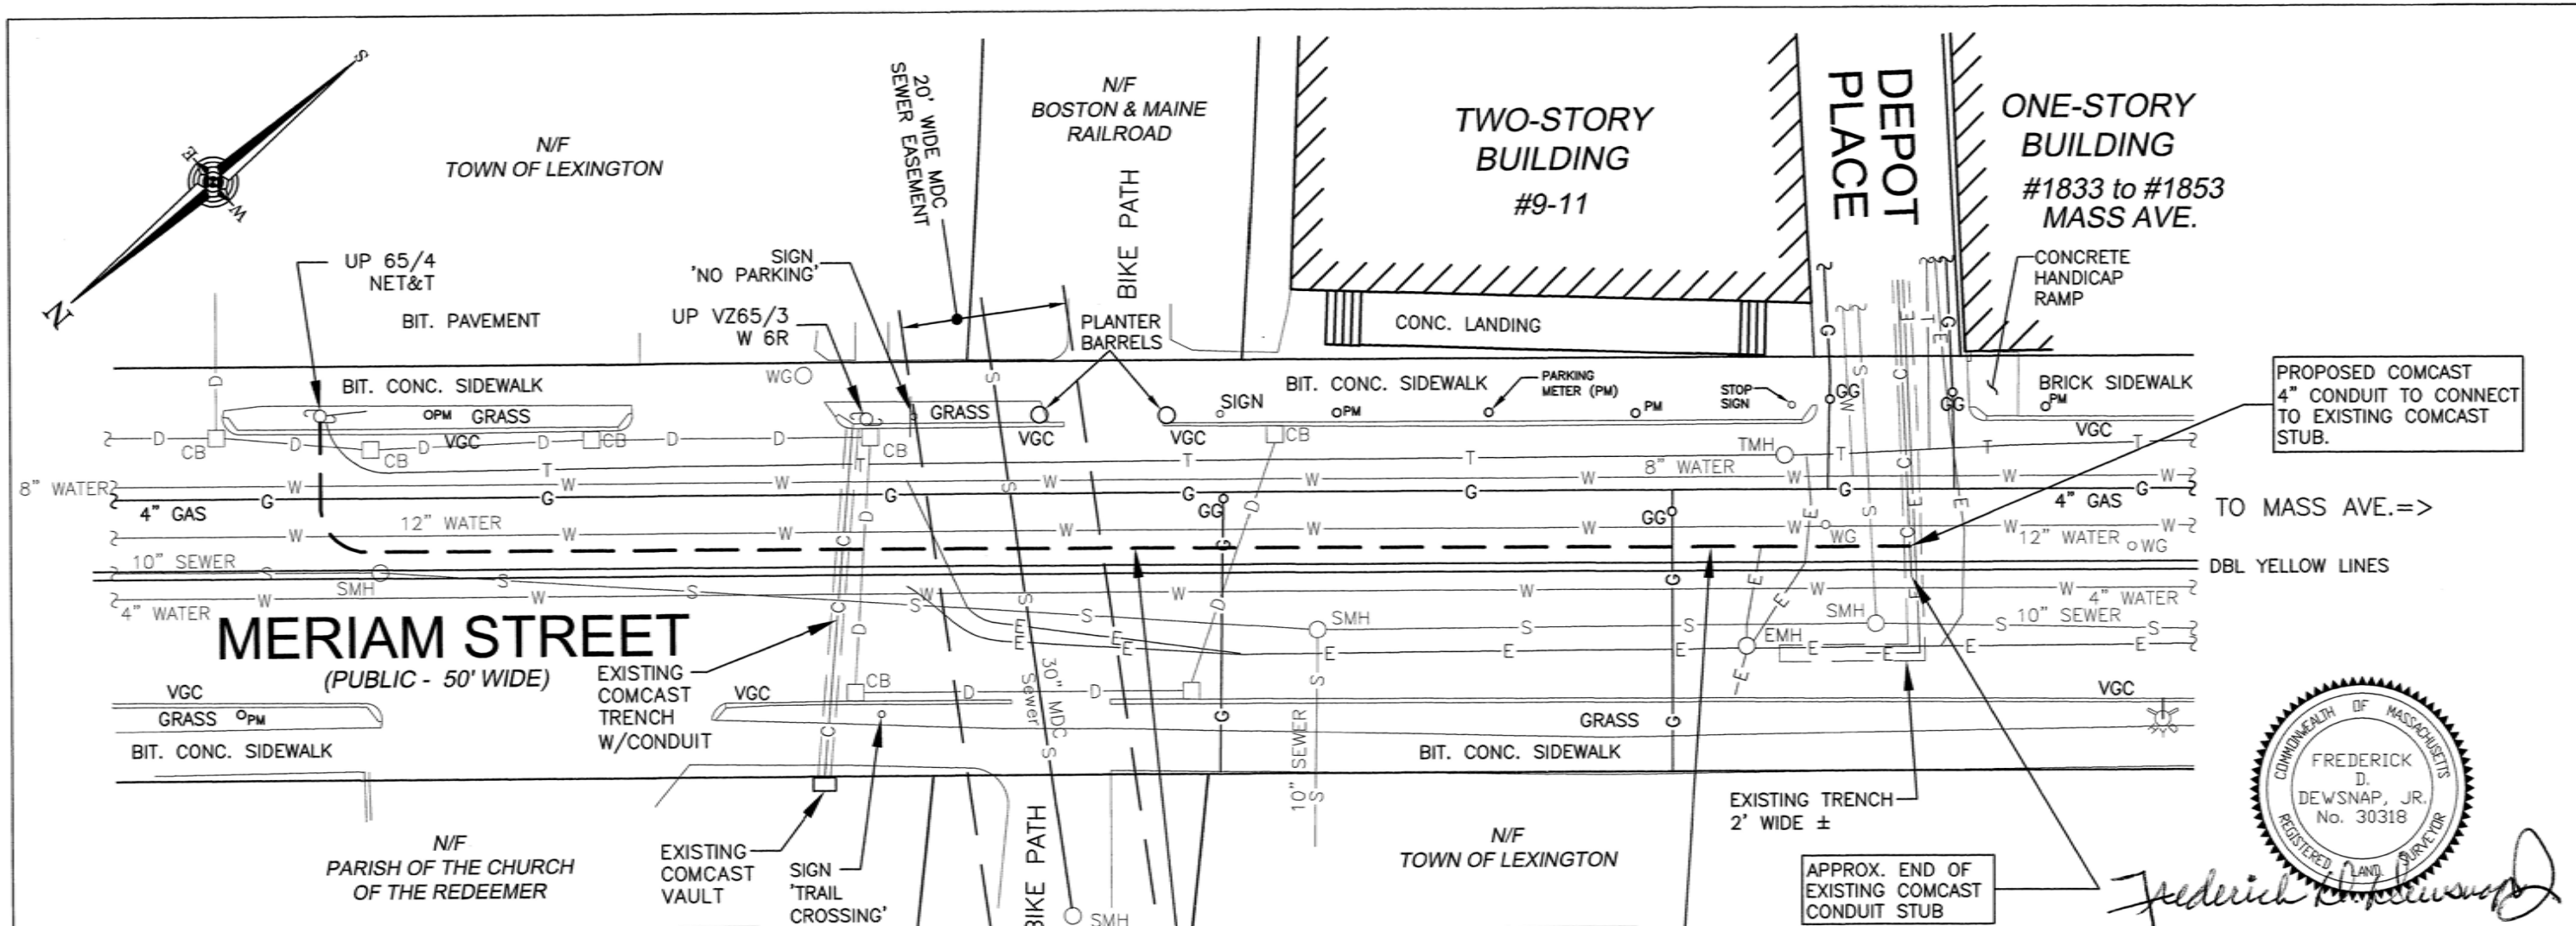 S
E
W
N
N/F
TOWN OF LEXINGTON
20' WIDE MDC
SEWER EASEMENT
N/F
BOSTON & MAINE
RAILROAD
BIKE PATH
TWO-STORY
BUILDING
#9-11
DEPOT
PLACE
ONE-STORY
BUILDING
#1833 to #1853
MASS AVE.
CONCRETE
HANDICAP
RAMP
UP 65/4
NET&T
BIT. PAVEMENT
SIGN
'NO PARKING'
UP VZ65/3
W 6R
PLANTER
BARRELS
CONC. LANDING
PROPOSED COMCAST
4" CONDUIT TO CONNECT
TO EXISTING COMCAST
STUB.
BIT. CONC. SIDEWALK
WG
BIT. CONC. SIDEWALK
PARKING
METER (PM)
STOP
SIGN
BRICK SIDEWALK
PM
GRASS
GRASS
SIGN
PM
PM
GG
GG
PM
CB
VGC
CB
CB
CB
VGC
VGC
CB
TMH
VGC
8" WATER
8" WATER
4" GAS
GG
GG
4" GAS
TO MASS AVE.=>
12" WATER
WG
12" WATER
WG
10" SEWER
SMH
DBL YELLOW LINES
4" WATER
4" WATER
SMH
SMH
10" SEWER
MERIAM STREET
(PUBLIC - 50' WIDE)
EMH
EXISTING
COMCAST
TRENCH
W/CONDUIT
30" MDC
Sewer
VGC
VGC
CB
VGC
GRASS
PM
GRASS
HYD
BIT. CONC. SIDEWALK
BIT. CONC. SIDEWALK
10" SEWER
EXISTING TRENCH
2' WIDE ±
N/F
PARISH OF THE CHURCH
OF THE REDEEMER
EXISTING
COMCAST
VAULT
SIGN
'TRAIL
CROSSING'
BIKE PATH
SMH
N/F
TOWN OF LEXINGTON
APPROX. END OF
EXISTING COMCAST
CONDUIT STUB
COMMONWEALTH OF MASSACHUSETTS
FREDERICK
D.
DEWSNAP, JR.
No. 30318
REGISTERED LAND SURVEYOR
Frederick D. Dewsnap